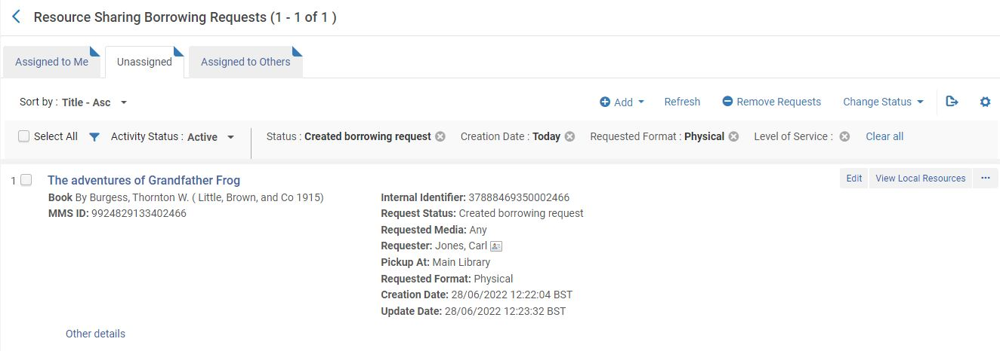 Resource Sharing Borrowing Requests (1 - 1 of 1 )
Assigned to Me Unassigned Assigned to Others
Sort by : Title - Asc Add Refresh Remove Requests Change Status
Select All Activity Status : Active Status : Created borrowing request Creation Date : Today Requested Format : Physical Level of Service : Clear all
1 The adventures of Grandfather Frog Edit View Local Resources ...
Book By Burgess, Thornton W. ( Little, Brown, and Co 1915)
MMS ID: 9924829133402466
Internal Identifier: 37888469350002466
Request Status: Created borrowing request
Requested Media: Any
Requester: Jones, Carl
Pickup At: Main Library
Requested Format: Physical
Creation Date: 28/06/2022 12:22:04 BST
Update Date: 28/06/2022 12:23:32 BST
Other details